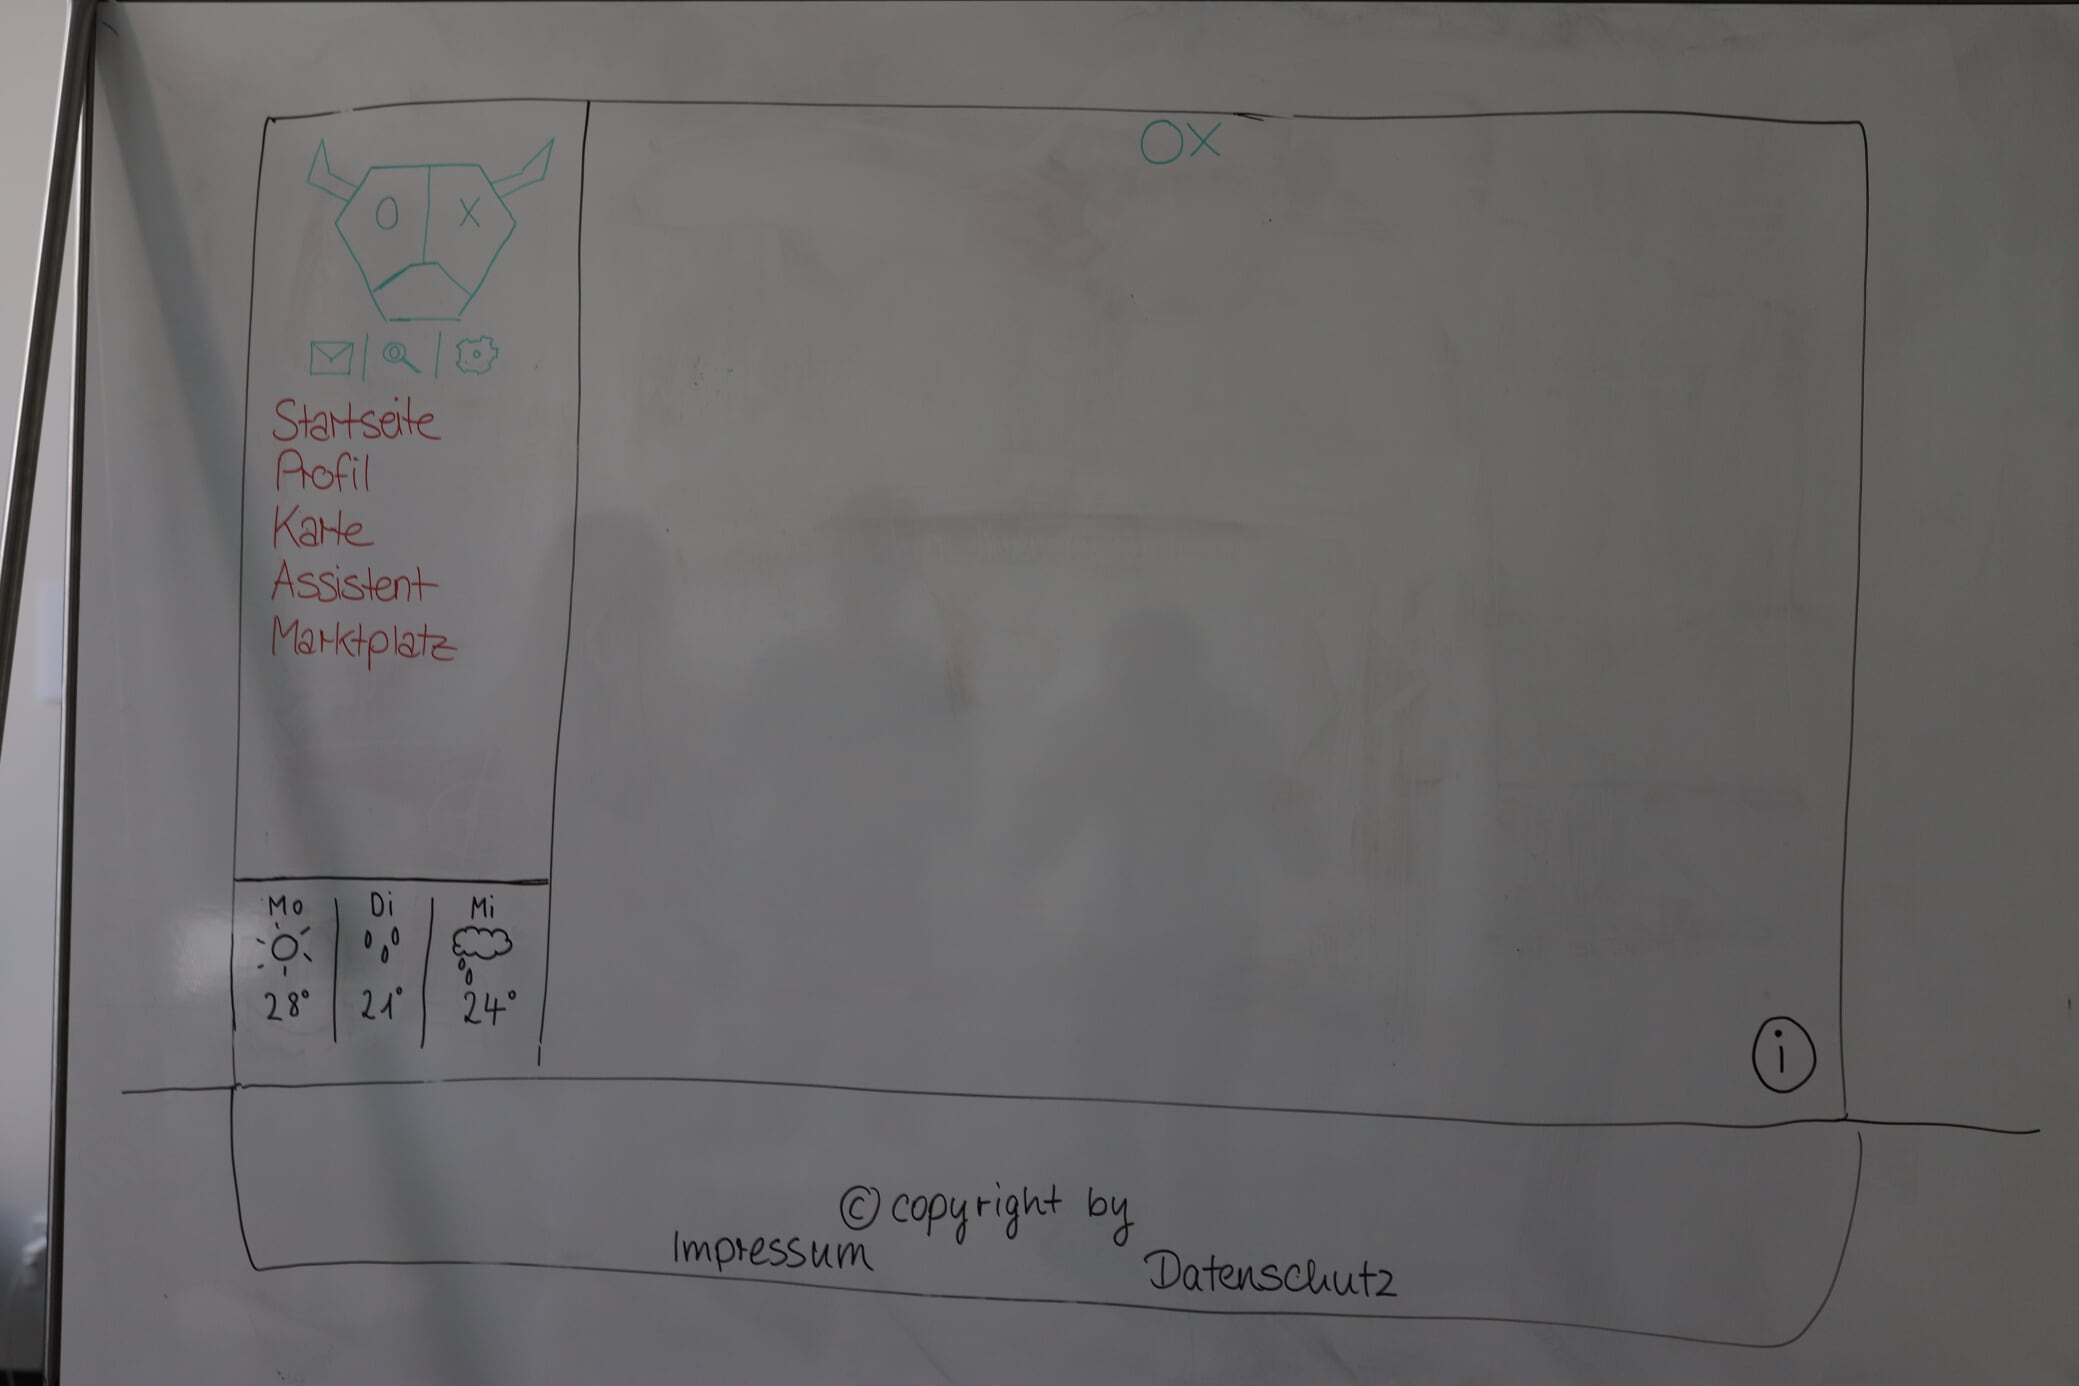 OX
O X
Startseite
Profil
Karte
Assistent
Marktplatz
Mo Di Mi
28° 21° 24°
i
© copyright by
Impressum
Datenschutz